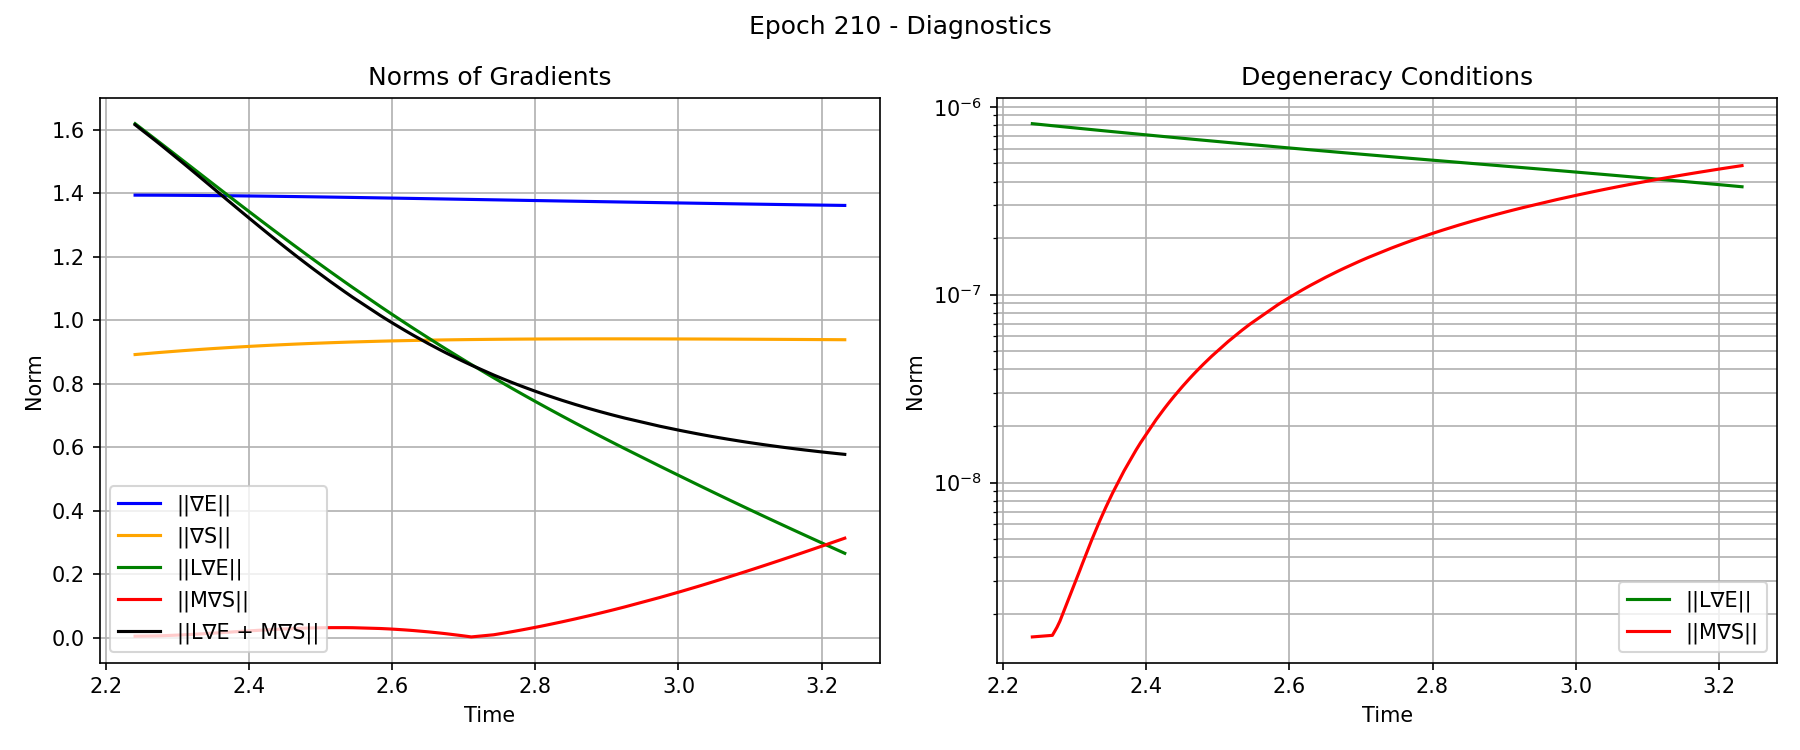 Epoch 210 - Diagnostics
Norms of Gradients
Norm
1.6
1.4
1.2
1.0
0.8
0.6
0.4
0.2
0.0
||∇E||
||∇S||
||L∇E||
||M∇S||
||L∇E + M∇S||
2.2 2.4 2.6 2.8 3.0 3.2
Time
Degeneracy Conditions
Norm
10⁻⁶
10⁻⁷
10⁻⁸
||L∇E||
||M∇S||
2.2 2.4 2.6 2.8 3.0 3.2
Time